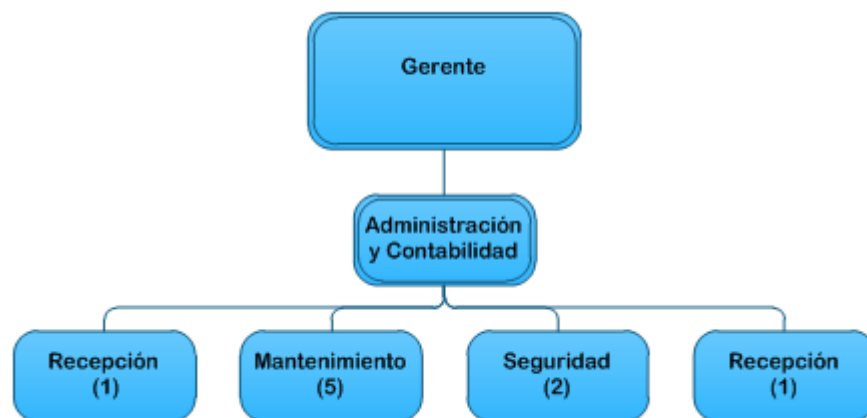 Gerente
Administración
y Contabilidad
Recepción
(1)
Mantenimiento
(5)
Seguridad
(2)
Recepción
(1)